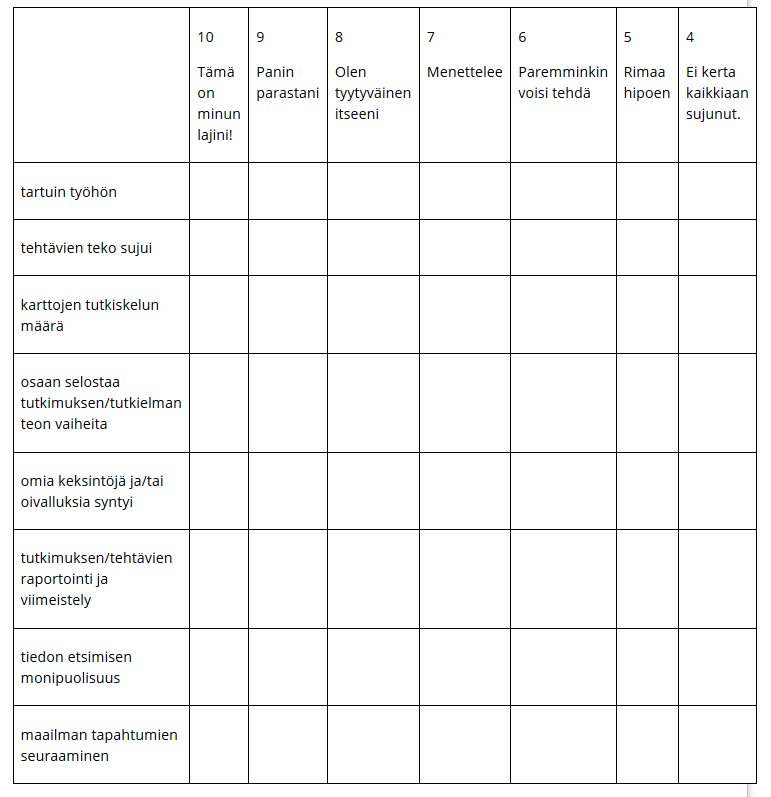 10
Tämä
on
minun
lajini!
9
Panin
parastani
8
Olen
tyytyväinen
itseeni
7
Menettelee
6
Paremminkin
voisi tehdä
5
Rimaa
hipoen
4
Ei kerta
kaikkiaan
sujunut.
tartuin työhön
tehtävien teko sujui
karttojen tutkiskelun
määrä
osaan selostaa
tutkimuksen/tutkielman
teon vaiheita
omia keksintöjä ja/tai
oivalluksia syntyi
tutkimuksen/tehtävien
raportointi ja
viimeistely
tiedon etsimisen
monipuolisuus
maailman tapahtumien
seuraaminen